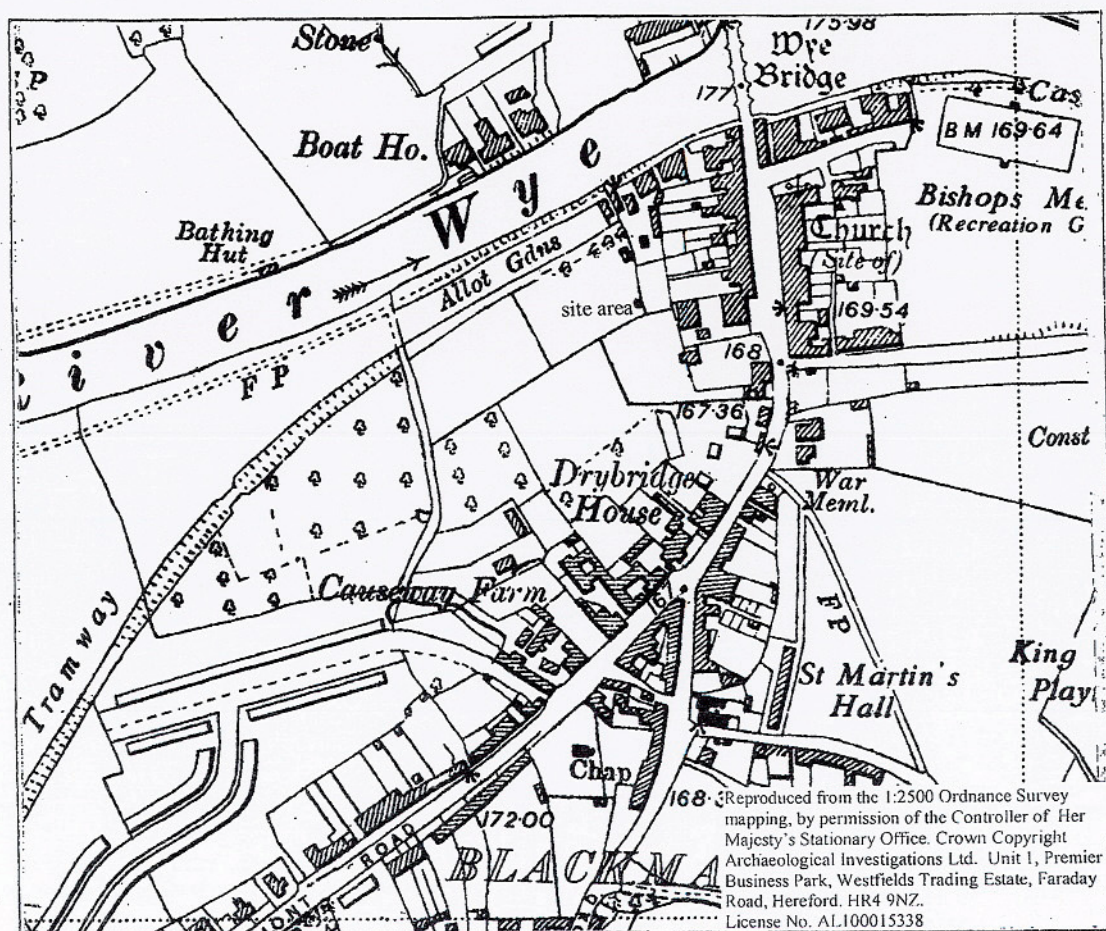 175·98
Stone
Wye
Bridge
177
Cas
BM 169·64
Boat Ho.
Bishops Me
(Recreation G
Bathing
Hut
Church
(Site of)
iver Wye
Allot Gdns
site area
169·54
F P
168
167·36
Const
Drybridge
House
War
Meml.
Causeway Farm
F P
Tramway
St Martin's
Hall
King
Play
Chap
168·
172·00
ROAD
BLACKMA
Reproduced from the 1:2500 Ordnance Survey
mapping, by permission of the Controller of Her
Majesty's Stationary Office. Crown Copyright
Archaeological Investigations Ltd. Unit 1, Premier
Business Park, Westfields Trading Estate, Faraday
Road, Hereford. HR4 9NZ.
License No. AL100015338